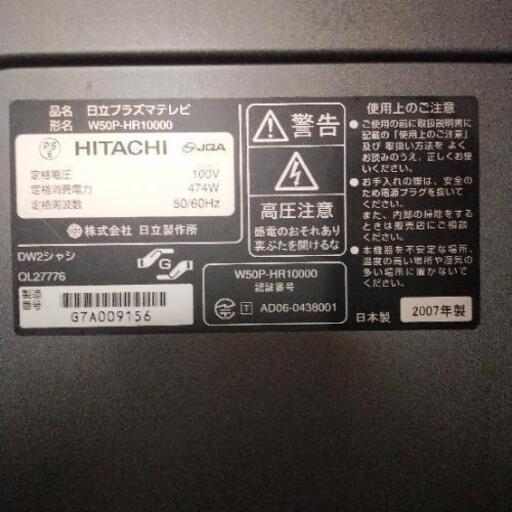 品名 日立プラズマテレビ
形名 W50P-HR10000
PS
E
HITACHI JQA
定格電圧 100V
定格消費電力 474W
定格周波数 50/60Hz
株式会社 日立製作所
DW2シャシ
QL27776
G
G7A009156
警告
高圧注意
感電のおそれあり
裏ぶたを開けるな
W50P-HR10000
認証番号
T AD06-0438001
使用上のご注意
●ご使用の前に取扱説明書に
記載の「使用上のご注意」
及び「取扱い方法」をよく
お読みのうえ、正しくお使
いください。
●お手入れの際は、安全のた
め電源プラグを抜いてくだ
さい。
また、内部の掃除をすると
きは販売店にご相談くださ
い。
●本機器を不安定な場所、
温度の高い場所や湿気の
多い場所に置かないでく
ださい。
日本製 2007年製